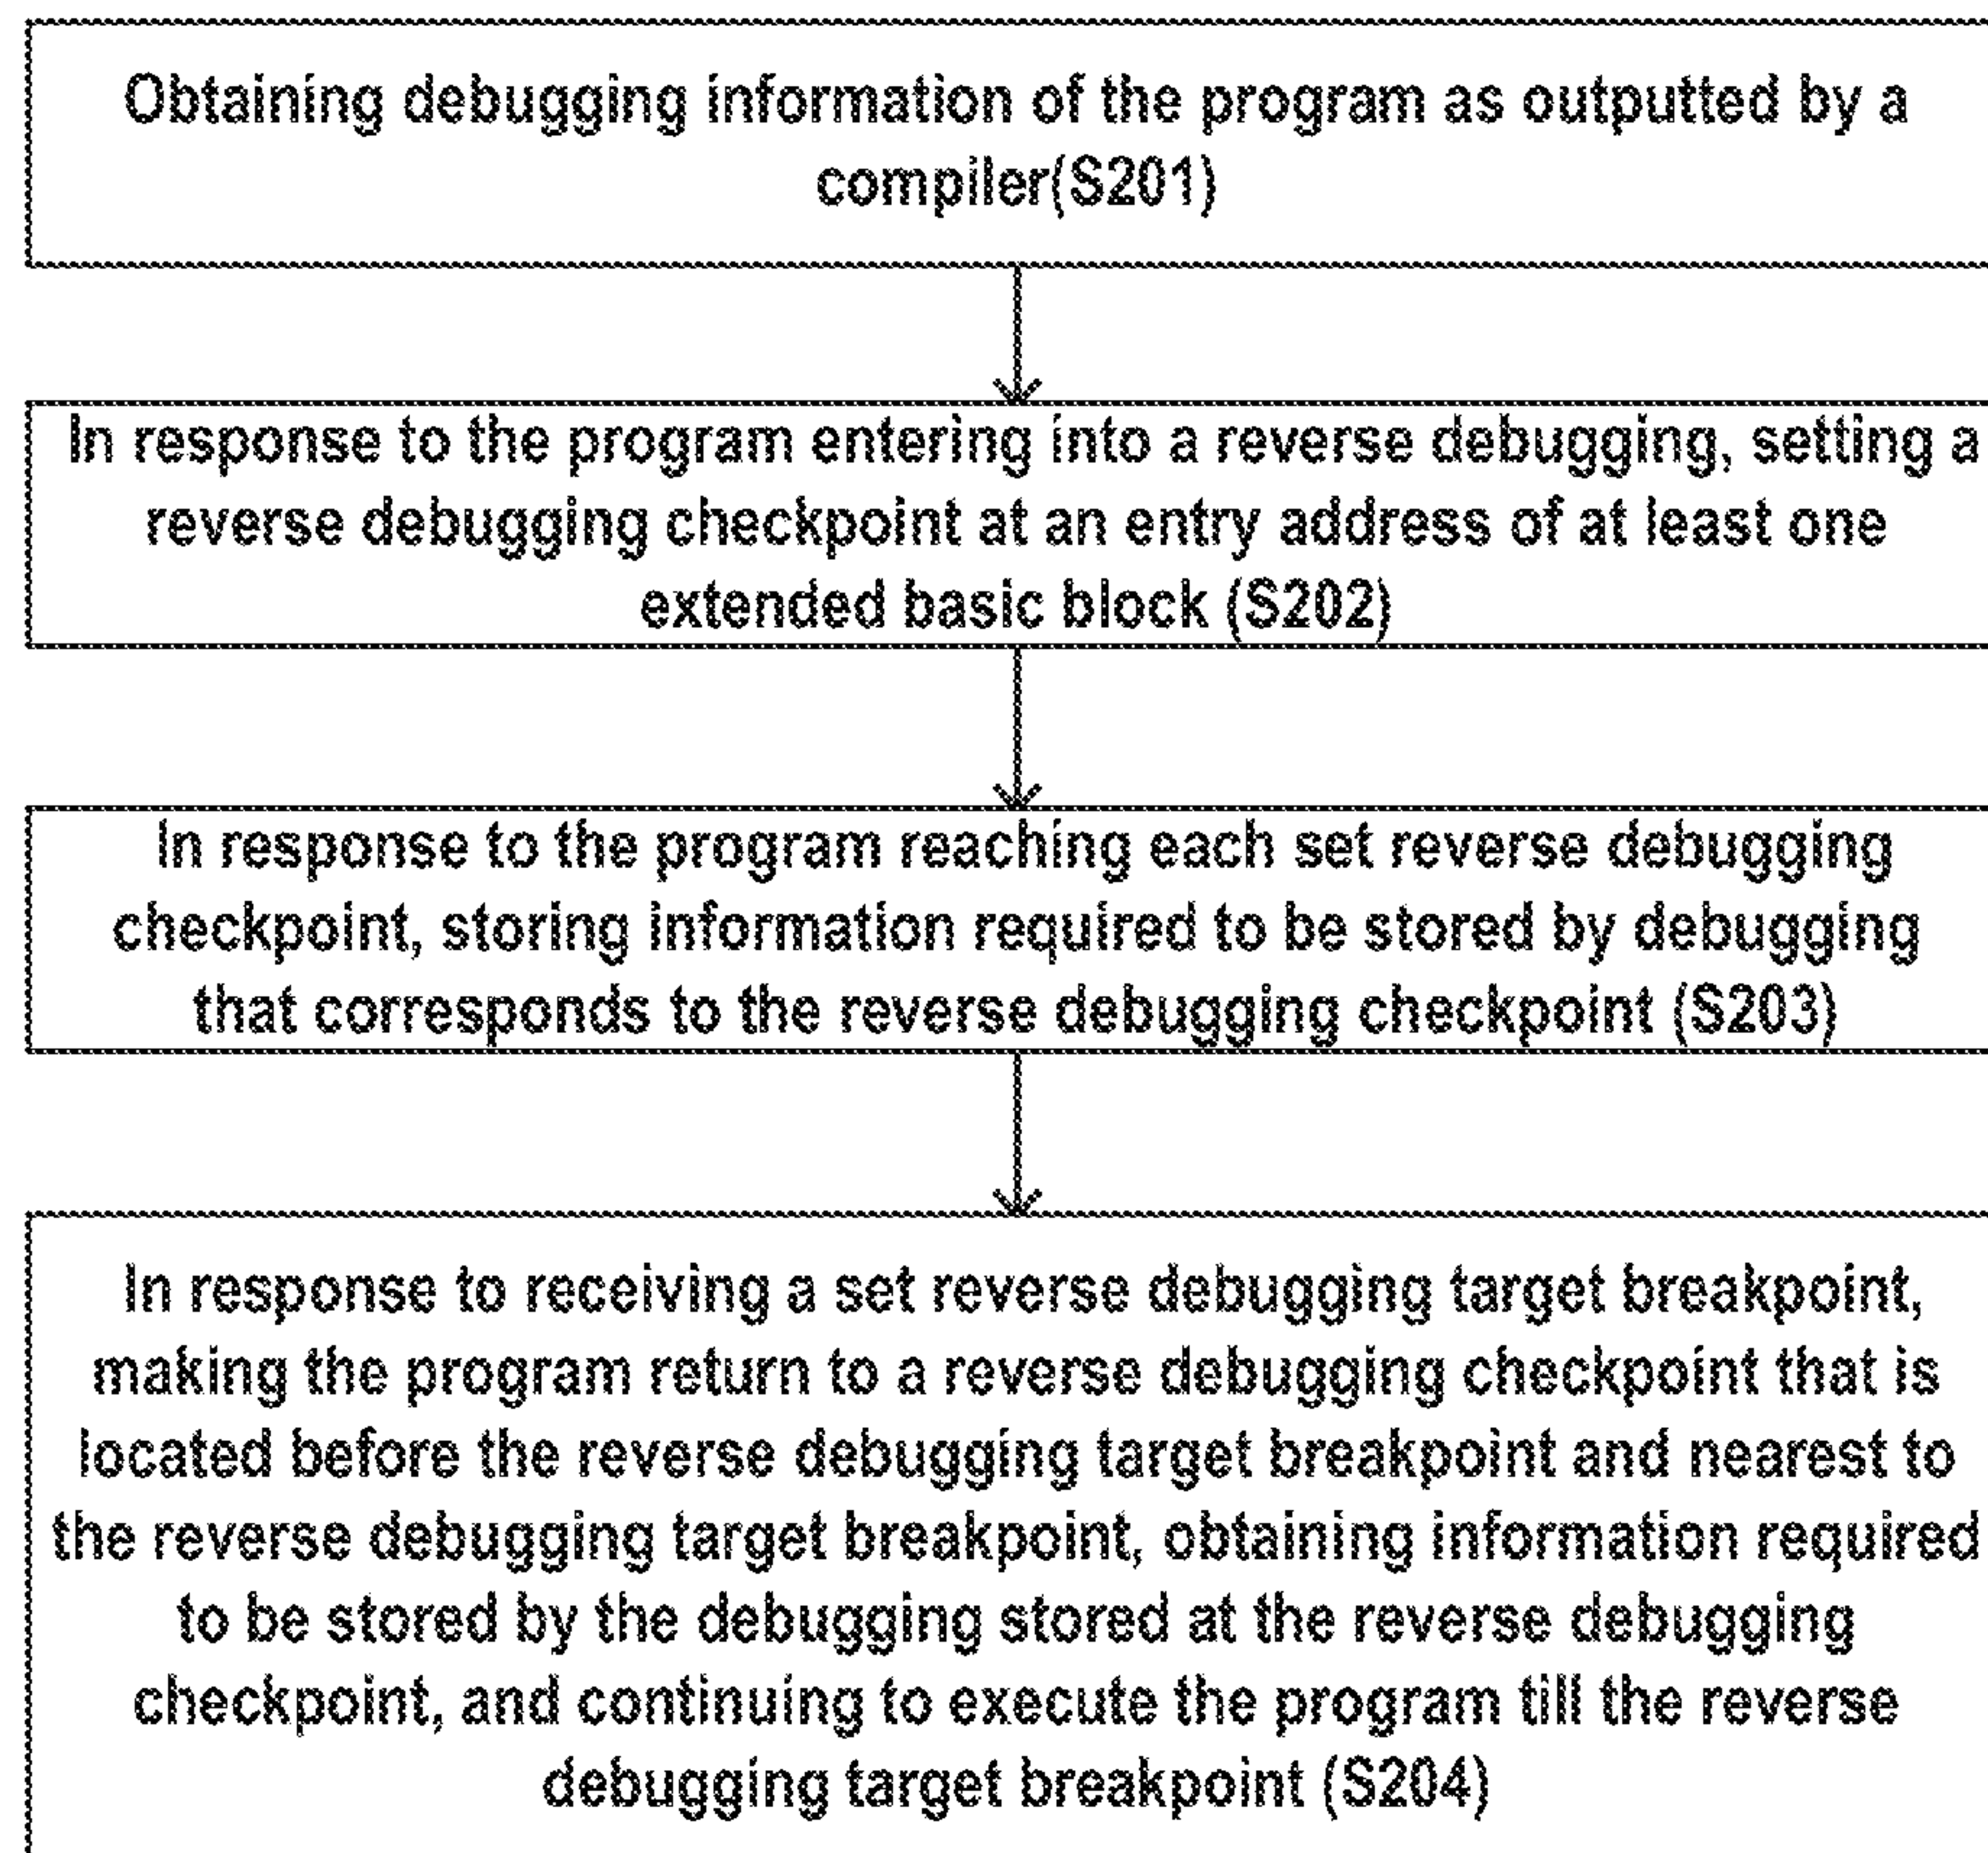 Obtaining debugging information of the program as outputted by a
compiler(S201)
In response to the program entering into a reverse debugging, setting a
reverse debugging checkpoint at an entry address of at least one
extended basic block (S202)
In response to the program reaching each set reverse debugging
checkpoint, storing information required to be stored by debugging
that corresponds to the reverse debugging checkpoint (S203)
In response to receiving a set reverse debugging target breakpoint,
making the program return to a reverse debugging checkpoint that is
located before the reverse debugging target breakpoint and nearest to
the reverse debugging target breakpoint, obtaining information required
to be stored by the debugging stored at the reverse debugging
checkpoint, and continuing to execute the program till the reverse
debugging target breakpoint (S204)